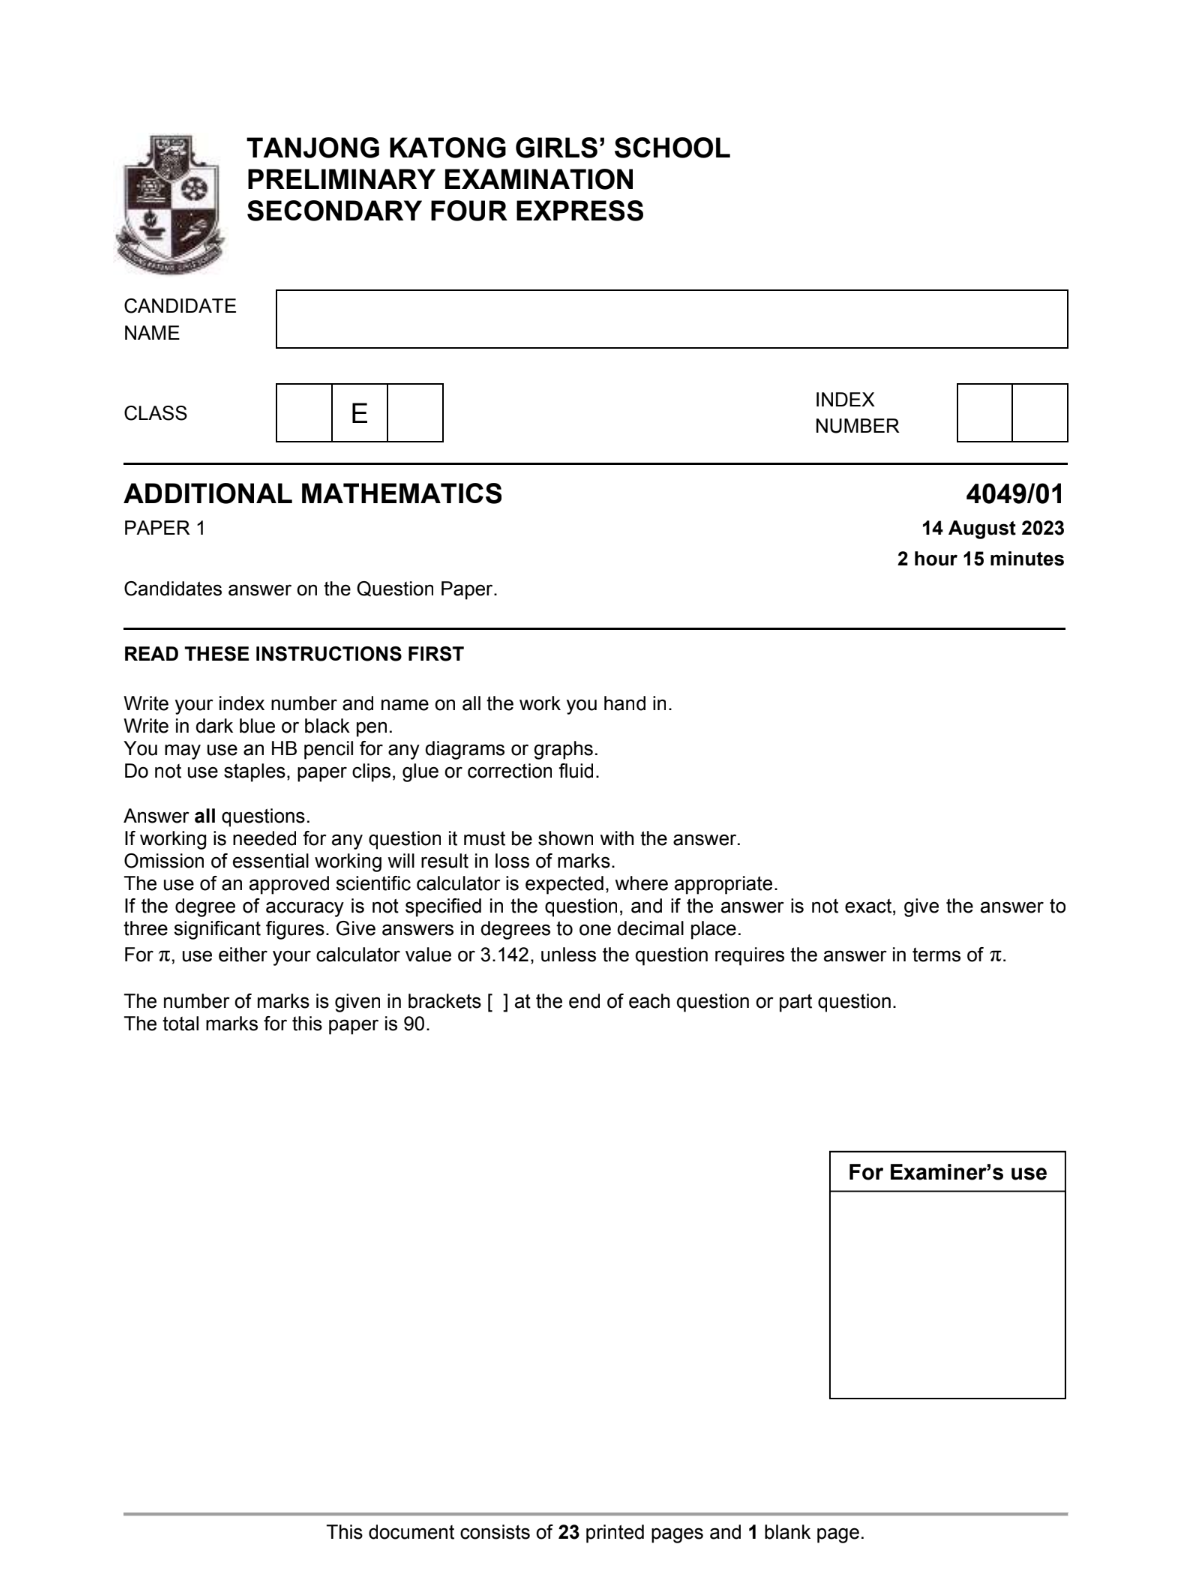 TANJONG KATONG GIRLS' SCHOOL
PRELIMINARY EXAMINATION
SECONDARY FOUR EXPRESS
TANJONG KATONG GIRLS' SCHOOL
CANDIDATE
NAME
CLASS
E
INDEX
NUMBER
ADDITIONAL MATHEMATICS
4049/01
PAPER 1
14 August 2023
2 hour 15 minutes
Candidates answer on the Question Paper.
READ THESE INSTRUCTIONS FIRST
Write your index number and name on all the work you hand in.
Write in dark blue or black pen.
You may use an HB pencil for any diagrams or graphs.
Do not use staples, paper clips, glue or correction fluid.
Answer all questions.
If working is needed for any question it must be shown with the answer.
Omission of essential working will result in loss of marks.
The use of an approved scientific calculator is expected, where appropriate.
If the degree of accuracy is not specified in the question, and if the answer is not exact, give the answer to
three significant figures. Give answers in degrees to one decimal place.
For π, use either your calculator value or 3.142, unless the question requires the answer in terms of π.
The number of marks is given in brackets [ ] at the end of each question or part question.
The total marks for this paper is 90.
For Examiner's use
This document consists of 23 printed pages and 1 blank page.